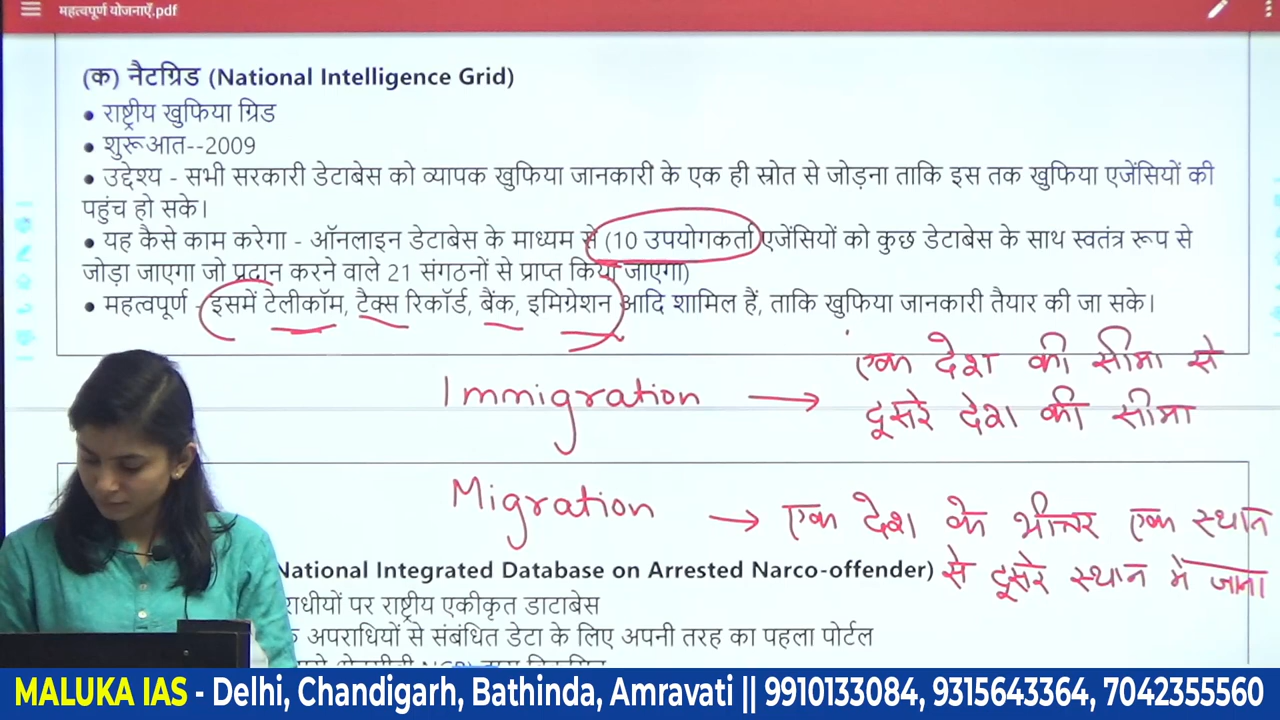 महत्वपूर्ण योजनाएँ.pdf
(क) नैटग्रिड (National Intelligence Grid)
• राष्ट्रीय खुफिया ग्रिड
• शुरूआत--2009
• उद्देश्य - सभी सरकारी डेटाबेस को व्यापक खुफिया जानकारी के एक ही स्रोत से जोड़ना ताकि इस तक खुफिया एजेंसियों की
पहुंच हो सके।
• यह कैसे काम करेगा - ऑनलाइन डेटाबेस के माध्यम से (10 उपयोगकर्ता एजेंसियों को कुछ डेटाबेस के साथ स्वतंत्र रूप से
जोड़ा जाएगा जो प्रदान करने वाले 21 संगठनों से प्राप्त किया जाएगा)
• महत्वपूर्ण - इसमें टेलीकॉम, टैक्स रिकॉर्ड, बैंक, इमिग्रेशन आदि शामिल हैं, ताकि खुफिया जानकारी तैयार की जा सके।
Immigration → एक देश की सीमा से
दूसरे देश की सीमा
Migration → एक देश के भीतर एक स्थान
से दूसरे स्थान में जाना
National Integrated Database on Arrested Narco-offender)
राधीयों पर राष्ट्रीय एकीकृत डाटाबेस
अपराधियों से संबंधित डेटा के लिए अपनी तरह का पहला पोर्टल
MALUKA IAS - Delhi, Chandigarh, Bathinda, Amravati || 9910133084, 9315643364, 7042355560